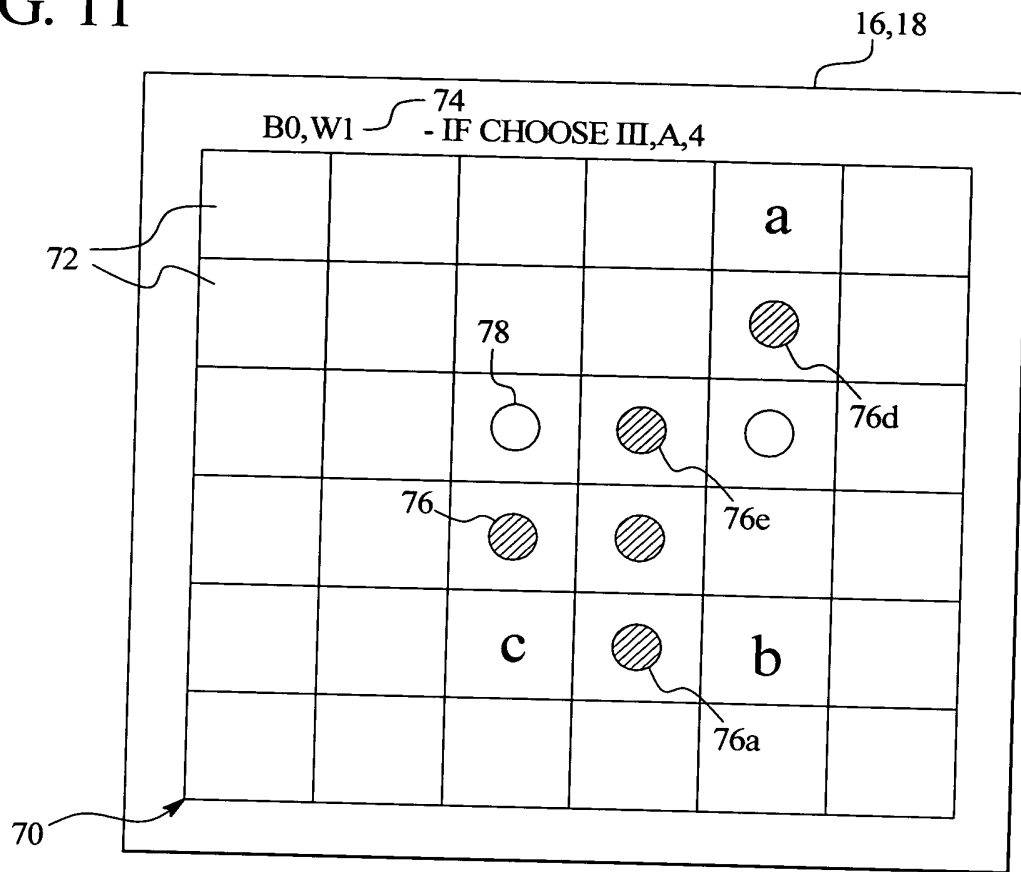 G. 11
16,18
74
B0,W1 - IF CHOOSE III,A,4
a
72
78
76d
76
76e
c
b
76a
70